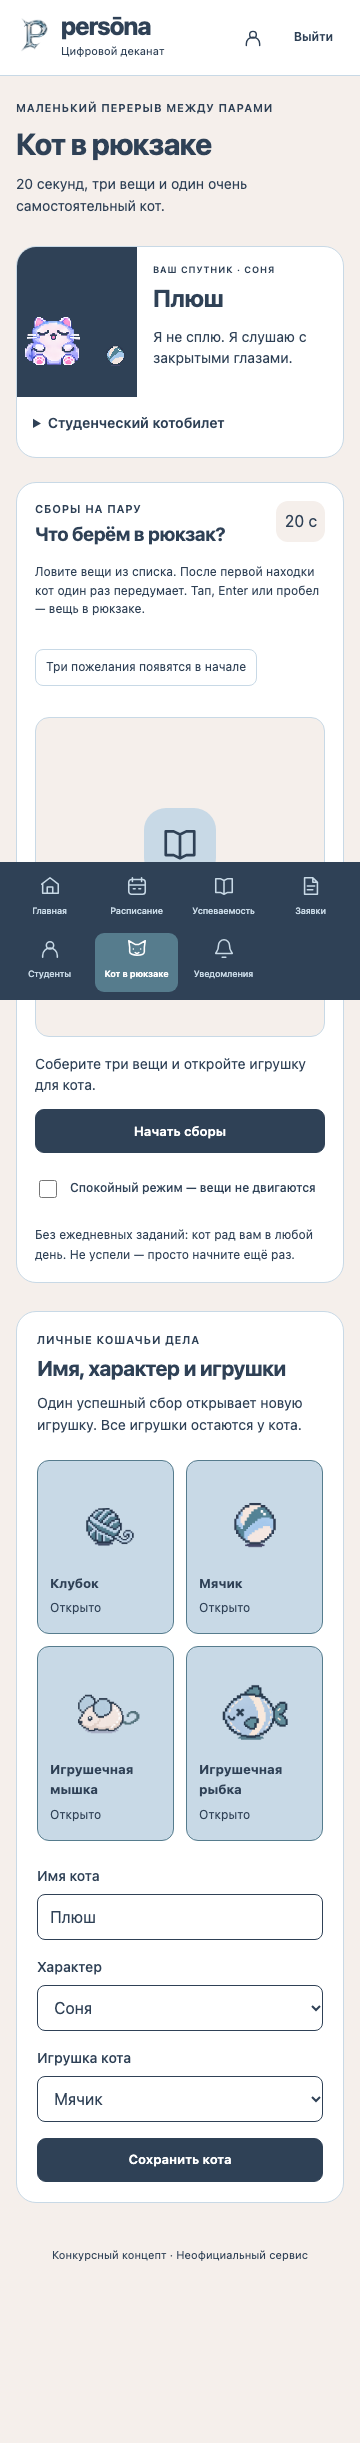 persōna
Цифровой деканат
Выйти
МАЛЕНЬКИЙ ПЕРЕРЫВ МЕЖДУ ПАРАМИ
Кот в рюкзаке
20 секунд, три вещи и один очень
самостоятельный кот.
ВАШ СПУТНИК · СОНЯ
Плюш
Я не сплю. Я слушаю с
закрытыми глазами.
Студенческий котобилет
СБОРЫ НА ПАРУ
Что берём в рюкзак?
20 с
Ловите вещи из списка. После первой находки
кот один раз передумает. Тап, Enter или пробел
— вещь в рюкзаке.
Три пожелания появятся в начале
Главная
Расписание
Успеваемость
Заявки
Студенты
Кот в рюкзаке
Уведомления
Соберите три вещи и откройте игрушку
для кота.
Начать сборы
Спокойный режим — вещи не двигаются
Без ежедневных заданий: кот рад вам в любой
день. Не успели — просто начните ещё раз.
ЛИЧНЫЕ КОШАЧЬИ ДЕЛА
Имя, характер и игрушки
Один успешный сбор открывает новую
игрушку. Все игрушки остаются у кота.
Клубок
Открыто
Мячик
Открыто
Игрушечная
мышка
Открыто
Игрушечная
рыбка
Открыто
Имя кота
Плюш
Характер
Соня
Игрушка кота
Мячик
Сохранить кота
Конкурсный концепт · Неофициальный сервис